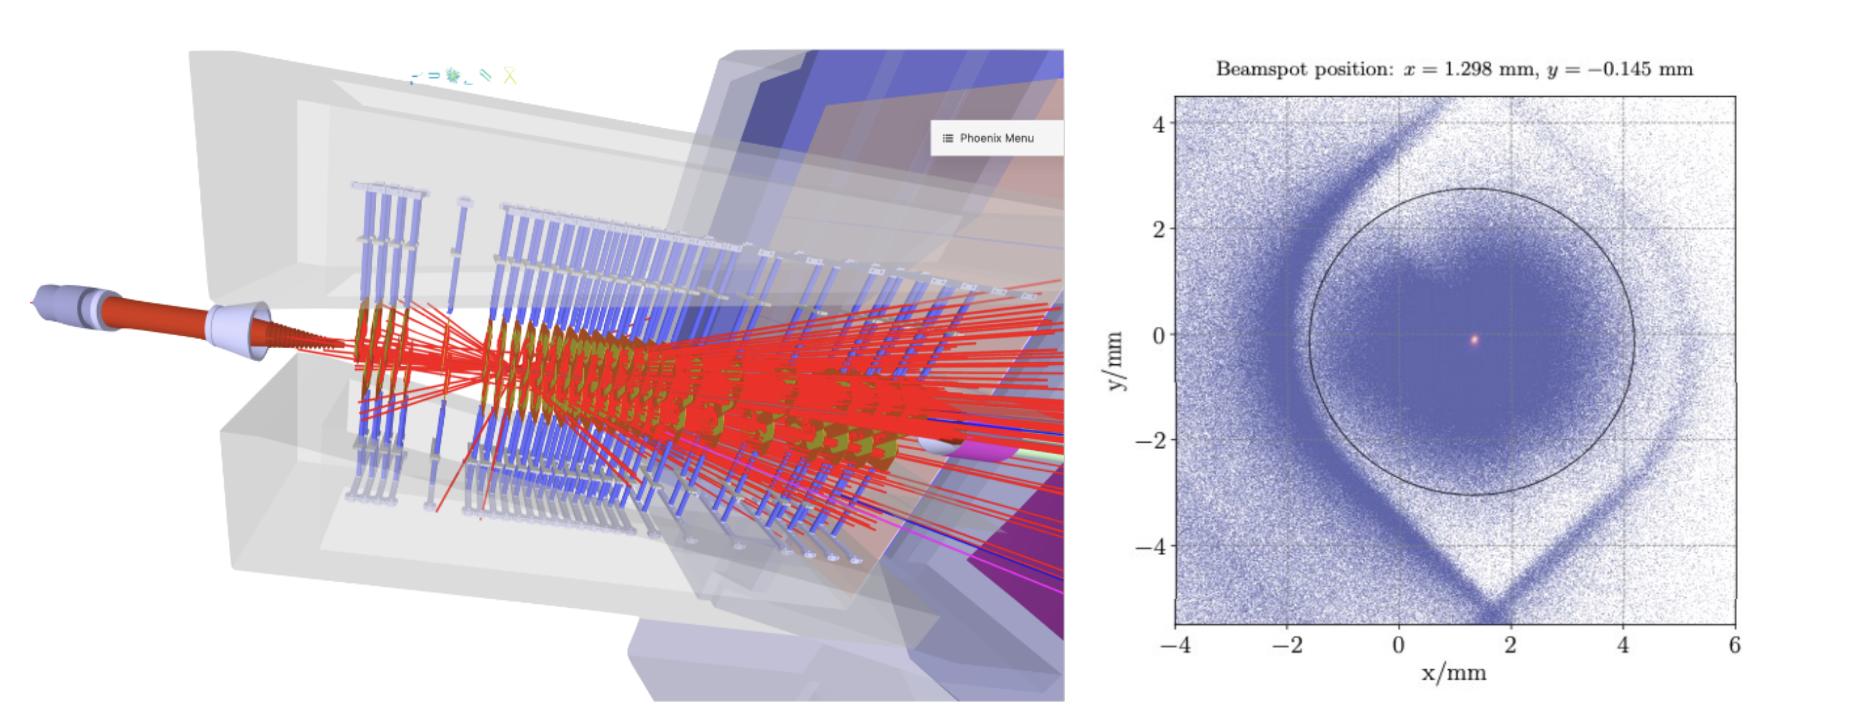 Phoenix Menu
Beamspot position: x = 1.298 mm, y = −0.145 mm
4
2
0
−2
−4
y/mm
−4 −2 0 2 4 6
x/mm